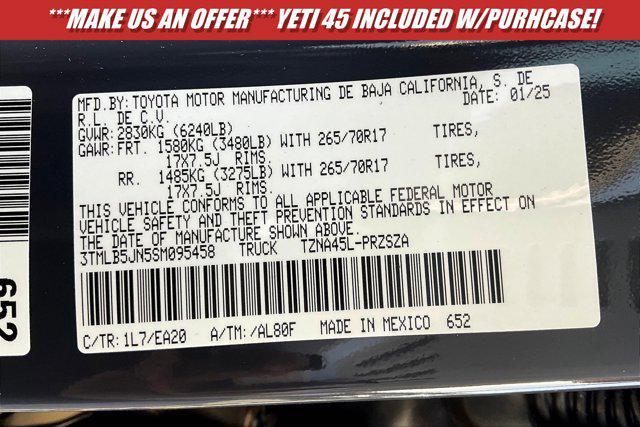 ***MAKE US AN OFFER*** YETI 45 INCLUDED W/PURHCASE!
MFD.BY:TOYOTA MOTOR MANUFACTURING DE BAJA CALIFORNIA, S. DE
R.L. DE C.V. 01/25
GVWR:2830KG (6240LB)
GAWR:FRT. 1580KG (3480LB) WITH 265/70R17 TIRES,
17X7.5J RIMS.
RR. 1485KG (3275LB) WITH 265/70R17 TIRES,
17X7.5J RIMS.
THIS VEHICLE CONFORMS TO ALL APPLICABLE FEDERAL MOTOR
VEHICLE SAFETY AND THEFT PREVENTION STANDARDS IN EFFECT ON
THE DATE OF MANUFACTURE SHOWN ABOVE.
3TMLB5JN5SM095458 TRUCK TZNA45L-PRZSZA
C/TR:1L7/EA20 A/TM:/AL80F MADE IN MEXICO 652
652